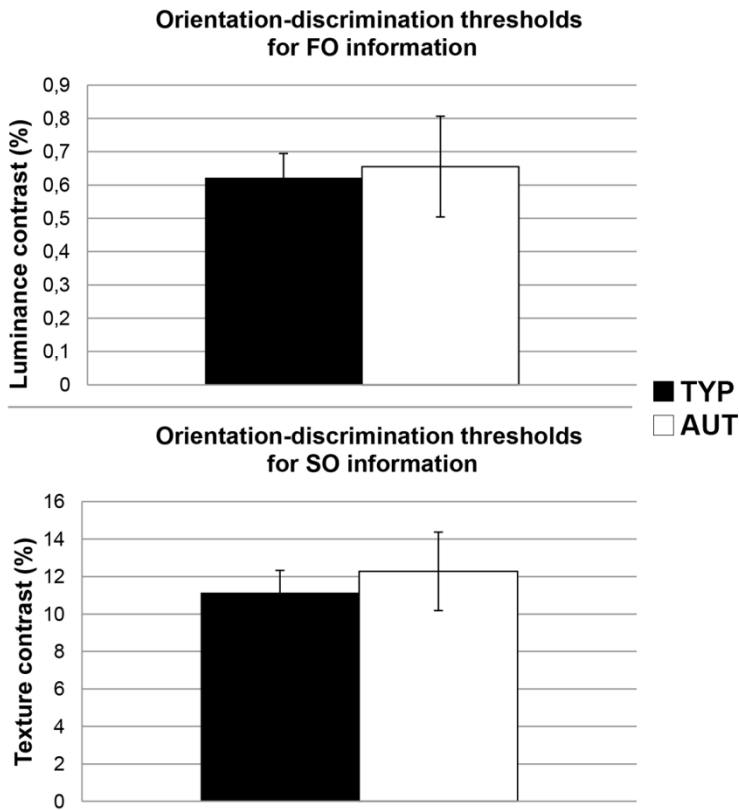 Orientation-discrimination thresholds
for FO information
Luminance contrast (%)
0,9
0,8
0,7
0,6
0,5
0,4
0,3
0,2
0,1
0
TYP
AUT
Orientation-discrimination thresholds
for SO information
Texture contrast (%)
16
14
12
10
8
6
4
2
0